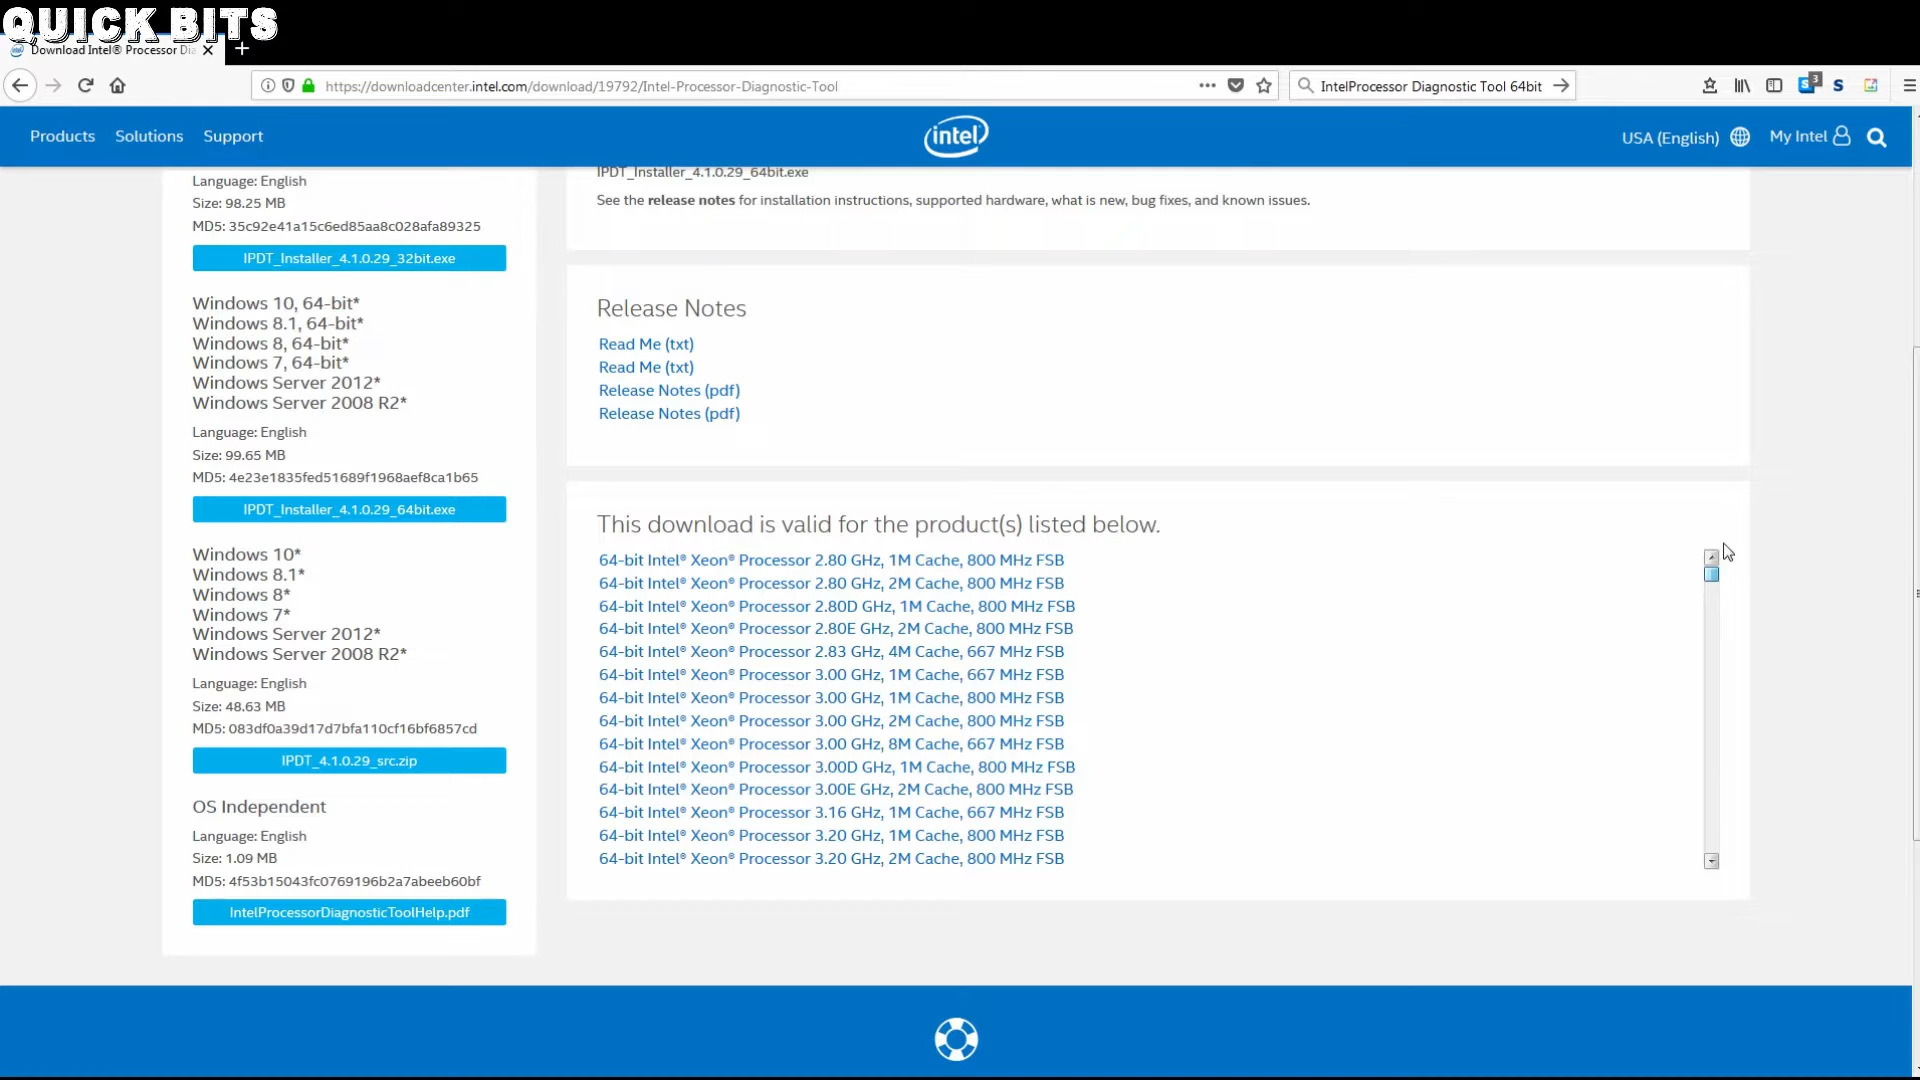 QUICK BITS
Download Intel® Processor Dia
https://downloadcenter.intel.com/download/19792/Intel-Processor-Diagnostic-Tool
IntelProcessor Diagnostic Tool 64bit
3
S
S
Products
Solutions
Support
intel
USA (English)
My Intel
Language: English
Size: 98.25 MB
MD5: 35c92e41a15c6ed85aa8c028afa89325
IPDT_Installer_4.1.0.29_32bit.exe
Windows 10, 64-bit*
Windows 8.1, 64-bit*
Windows 8, 64-bit*
Windows 7, 64-bit*
Windows Server 2012*
Windows Server 2008 R2*
Language: English
Size: 99.65 MB
MD5: 4e23e1835fed51689f1968aef8ca1b65
IPDT_Installer_4.1.0.29_64bit.exe
Windows 10*
Windows 8.1*
Windows 8*
Windows 7*
Windows Server 2012*
Windows Server 2008 R2*
Language: English
Size: 48.63 MB
MD5: 083df0a39d17d7bfa110cf16bf6857cd
IPDT_4.1.0.29_src.zip
OS Independent
Language: English
Size: 1.09 MB
MD5: 4f53b15043fc0769196b2a7abeeb60bf
IntelProcessorDiagnosticToolHelp.pdf
IPDT_Installer_4.1.0.29_64bit.exe
See the release notes for installation instructions, supported hardware, what is new, bug fixes, and known issues.
Release Notes
Read Me (txt)
Read Me (txt)
Release Notes (pdf)
Release Notes (pdf)
This download is valid for the product(s) listed below.
64-bit Intel® Xeon® Processor 2.80 GHz, 1M Cache, 800 MHz FSB
64-bit Intel® Xeon® Processor 2.80 GHz, 2M Cache, 800 MHz FSB
64-bit Intel® Xeon® Processor 2.80D GHz, 1M Cache, 800 MHz FSB
64-bit Intel® Xeon® Processor 2.80E GHz, 2M Cache, 800 MHz FSB
64-bit Intel® Xeon® Processor 2.83 GHz, 4M Cache, 667 MHz FSB
64-bit Intel® Xeon® Processor 3.00 GHz, 1M Cache, 667 MHz FSB
64-bit Intel® Xeon® Processor 3.00 GHz, 1M Cache, 800 MHz FSB
64-bit Intel® Xeon® Processor 3.00 GHz, 2M Cache, 800 MHz FSB
64-bit Intel® Xeon® Processor 3.00 GHz, 8M Cache, 667 MHz FSB
64-bit Intel® Xeon® Processor 3.00D GHz, 1M Cache, 800 MHz FSB
64-bit Intel® Xeon® Processor 3.00E GHz, 2M Cache, 800 MHz FSB
64-bit Intel® Xeon® Processor 3.16 GHz, 1M Cache, 667 MHz FSB
64-bit Intel® Xeon® Processor 3.20 GHz, 1M Cache, 800 MHz FSB
64-bit Intel® Xeon® Processor 3.20 GHz, 2M Cache, 800 MHz FSB